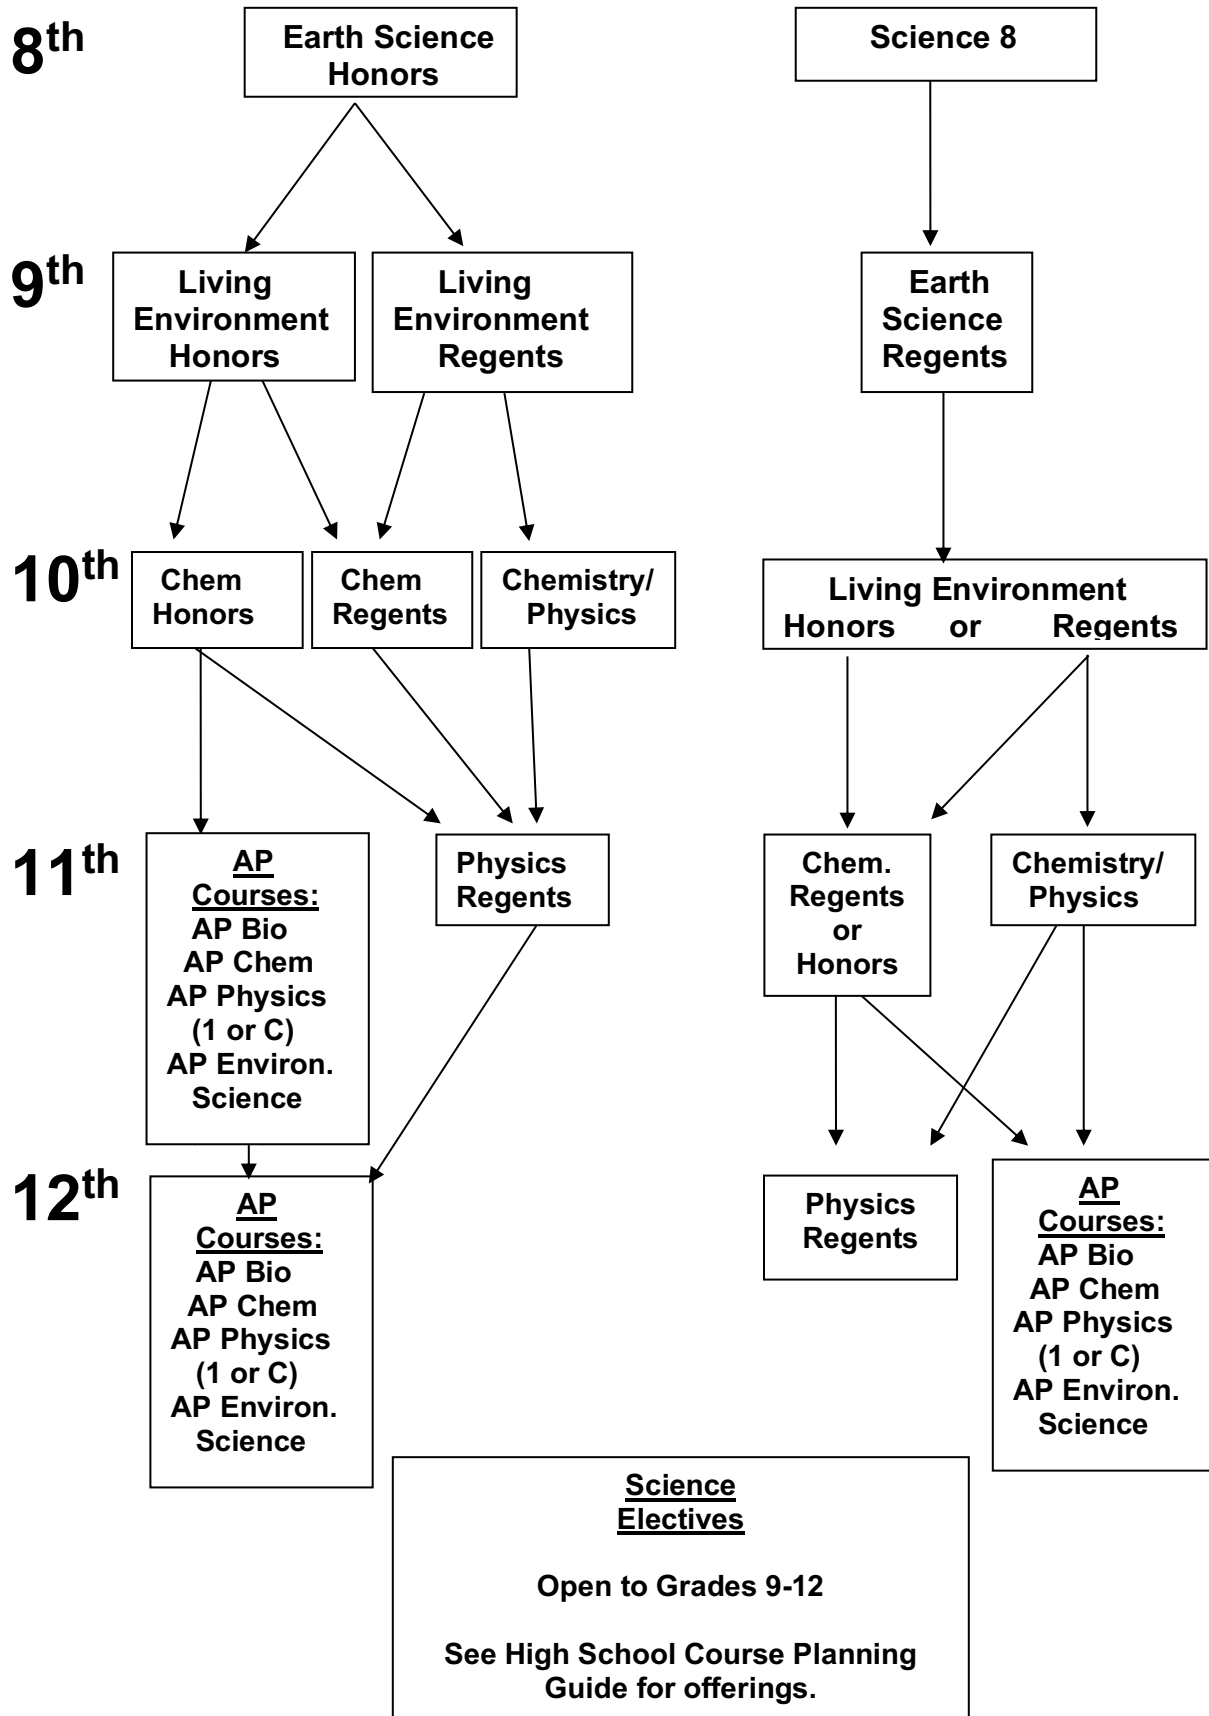 8th
Earth Science
Honors
Science 8
9th
Living
Environment
Honors
Living
Environment
Regents
Earth
Science
Regents
10th
Chem
Honors
Chem
Regents
Chemistry/
Physics
Living Environment
Honors or Regents
11th
AP
Courses:
AP Bio
AP Chem
AP Physics
(1 or C)
AP Environ.
Science
Physics
Regents
Chem.
Regents
or
Honors
Chemistry/
Physics
12th
AP
Courses:
AP Bio
AP Chem
AP Physics
(1 or C)
AP Environ.
Science
Physics
Regents
AP
Courses:
AP Bio
AP Chem
AP Physics
(1 or C)
AP Environ.
Science
Science
Electives
Open to Grades 9-12
See High School Course Planning
Guide for offerings.